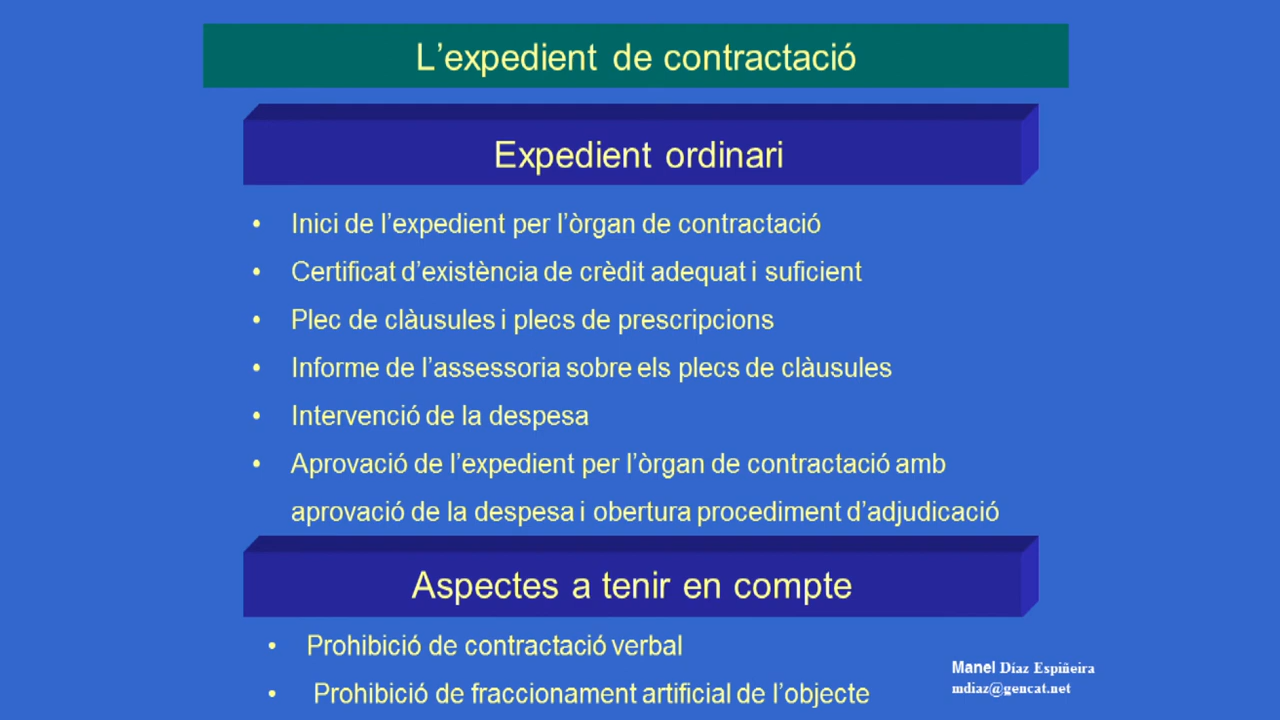 L’expedient de contractació
Expedient ordinari
• Inici de l’expedient per l’òrgan de contractació
• Certificat d’existència de crèdit adequat i suficient
• Plec de clàusules i plecs de prescripcions
• Informe de l’assessoria sobre els plecs de clàusules
• Intervenció de la despesa
• Aprovació de l’expedient per l’òrgan de contractació amb
aprovació de la despesa i obertura procediment d’adjudicació
Aspectes a tenir en compte
• Prohibició de contractació verbal
• Prohibició de fraccionament artificial de l’objecte
Manel Díaz Espiñeira
mdiaz@gencat.net